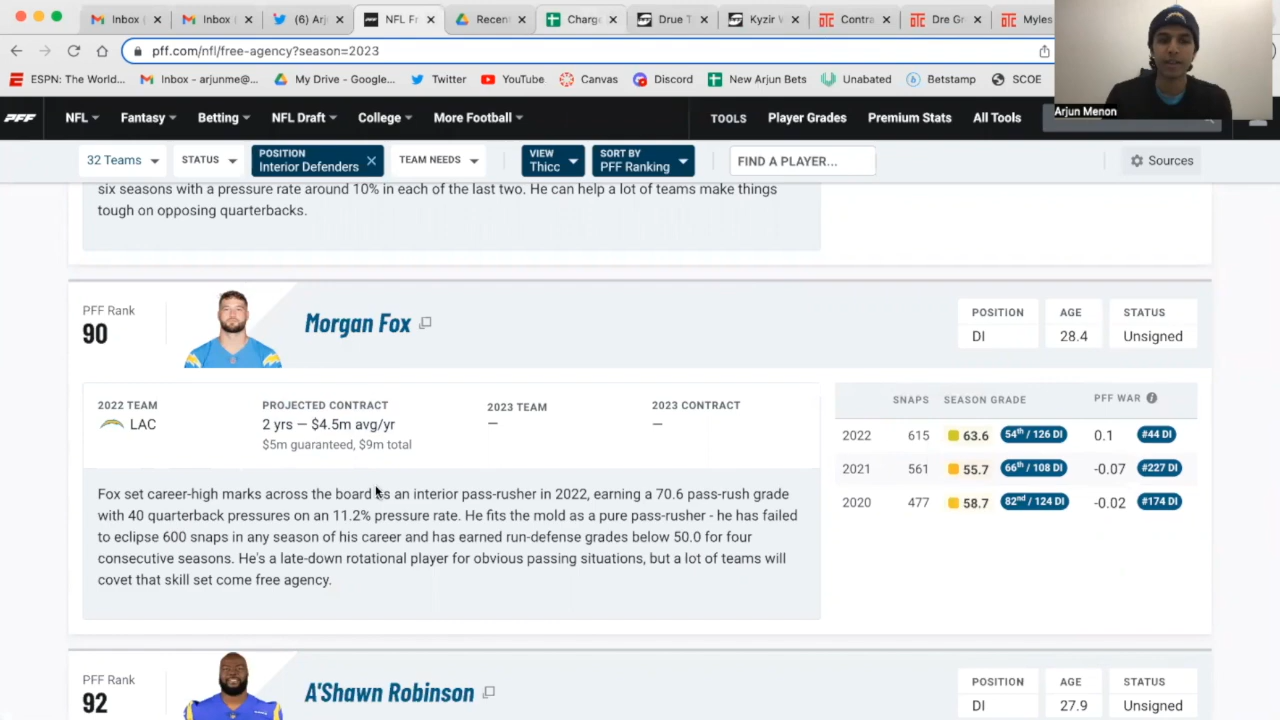 Inbox (
Inbox (
(6) Arj
NFL Fr
Recen
Charge
Drue T
Kyzir V
Contra
Dre Gr
Myles
pff.com/nfl/free-agency?season=2023
ESPN: The World...
Inbox - arjunme@...
My Drive - Google...
Twitter
YouTube
Canvas
Discord
New Arjun Bets
Unabated
Betstamp
SCOE
Arjun Menon
PFF
NFL
Fantasy
Betting
NFL Draft
College
More Football
TOOLS
Player Grades
Premium Stats
All Tools
32 Teams
STATUS
POSITION
Interior Defenders
TEAM NEEDS
VIEW
Thicc
SORT BY
PFF Ranking
FIND A PLAYER...
Sources
six seasons with a pressure rate around 10% in each of the last two. He can help a lot of teams make things
tough on opposing quarterbacks.
PFF Rank
90
Morgan Fox
POSITION
DI
AGE
28.4
STATUS
Unsigned
2022 TEAM
LAC
PROJECTED CONTRACT
2 yrs — $4.5m avg/yr
$5m guaranteed, $9m total
2023 TEAM
—
2023 CONTRACT
—
SNAPS SEASON GRADE PFF WAR
2022 615 63.6 54th / 126 DI 0.1 #44 DI
2021 561 55.7 66th / 108 DI -0.07 #227 DI
2020 477 58.7 82nd / 124 DI -0.02 #174 DI
Fox set career-high marks across the board as an interior pass-rusher in 2022, earning a 70.6 pass-rush grade
with 40 quarterback pressures on an 11.2% pressure rate. He fits the mold as a pure pass-rusher - he has failed
to eclipse 600 snaps in any season of his career and has earned run-defense grades below 50.0 for four
consecutive seasons. He's a late-down rotational player for obvious passing situations, but a lot of teams will
covet that skill set come free agency.
PFF Rank
92
A'Shawn Robinson
POSITION
DI
AGE
27.9
STATUS
Unsigned